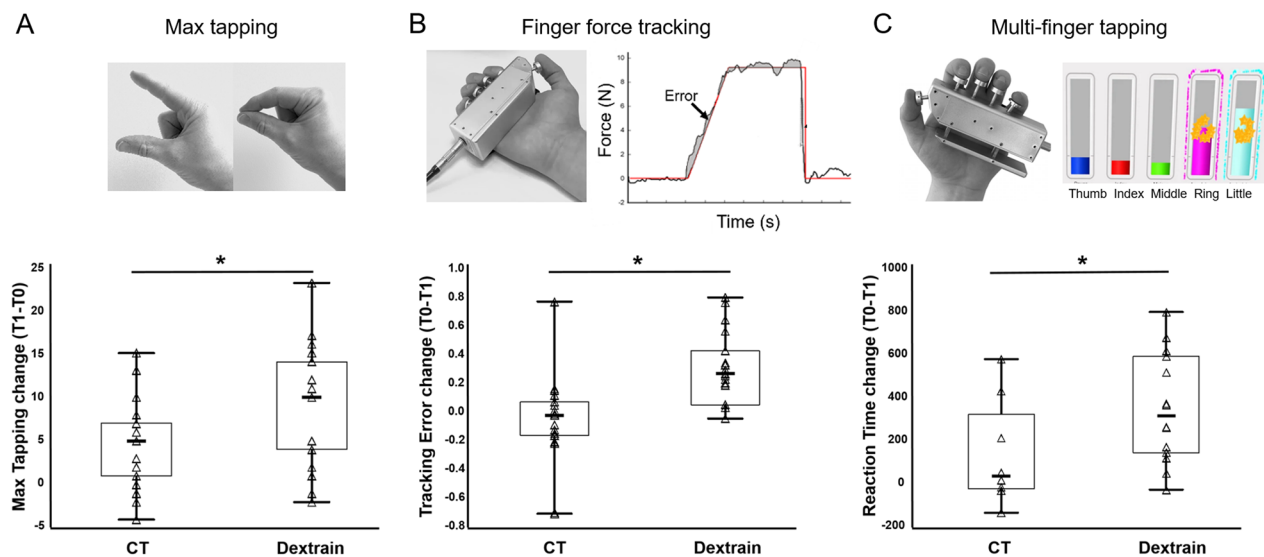 A
Max tapping
B
Finger force tracking
C
Multi-finger tapping
Force (N)
10
8
6
4
2
0
-2
Error
Time (s)
Thumb Index Middle Ring Little
Max Tapping change (T1-T0)
25
20
15
10
5
0
-5
*
CT Dextrain
Tracking Error change (T0-T1)
1.0
0.8
0.6
0.4
0.2
0.0
-0.2
-0.4
-0.6
-0.8
*
CT Dextrain
Reaction Time change (T0-T1)
1000
800
600
400
200
0
-200
*
CT Dextrain